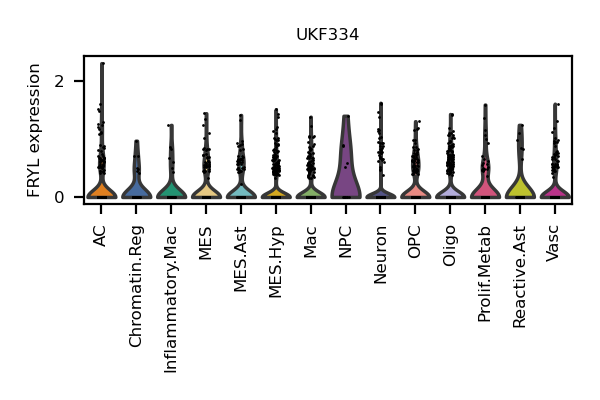 UKF334
FRYL expression
2
0
AC
Chromatin.Reg
Inflammatory.Mac
MES
MES.Ast
MES.Hyp
Mac
NPC
Neuron
OPC
Oligo
Prolif.Metab
Reactive.Ast
Vasc